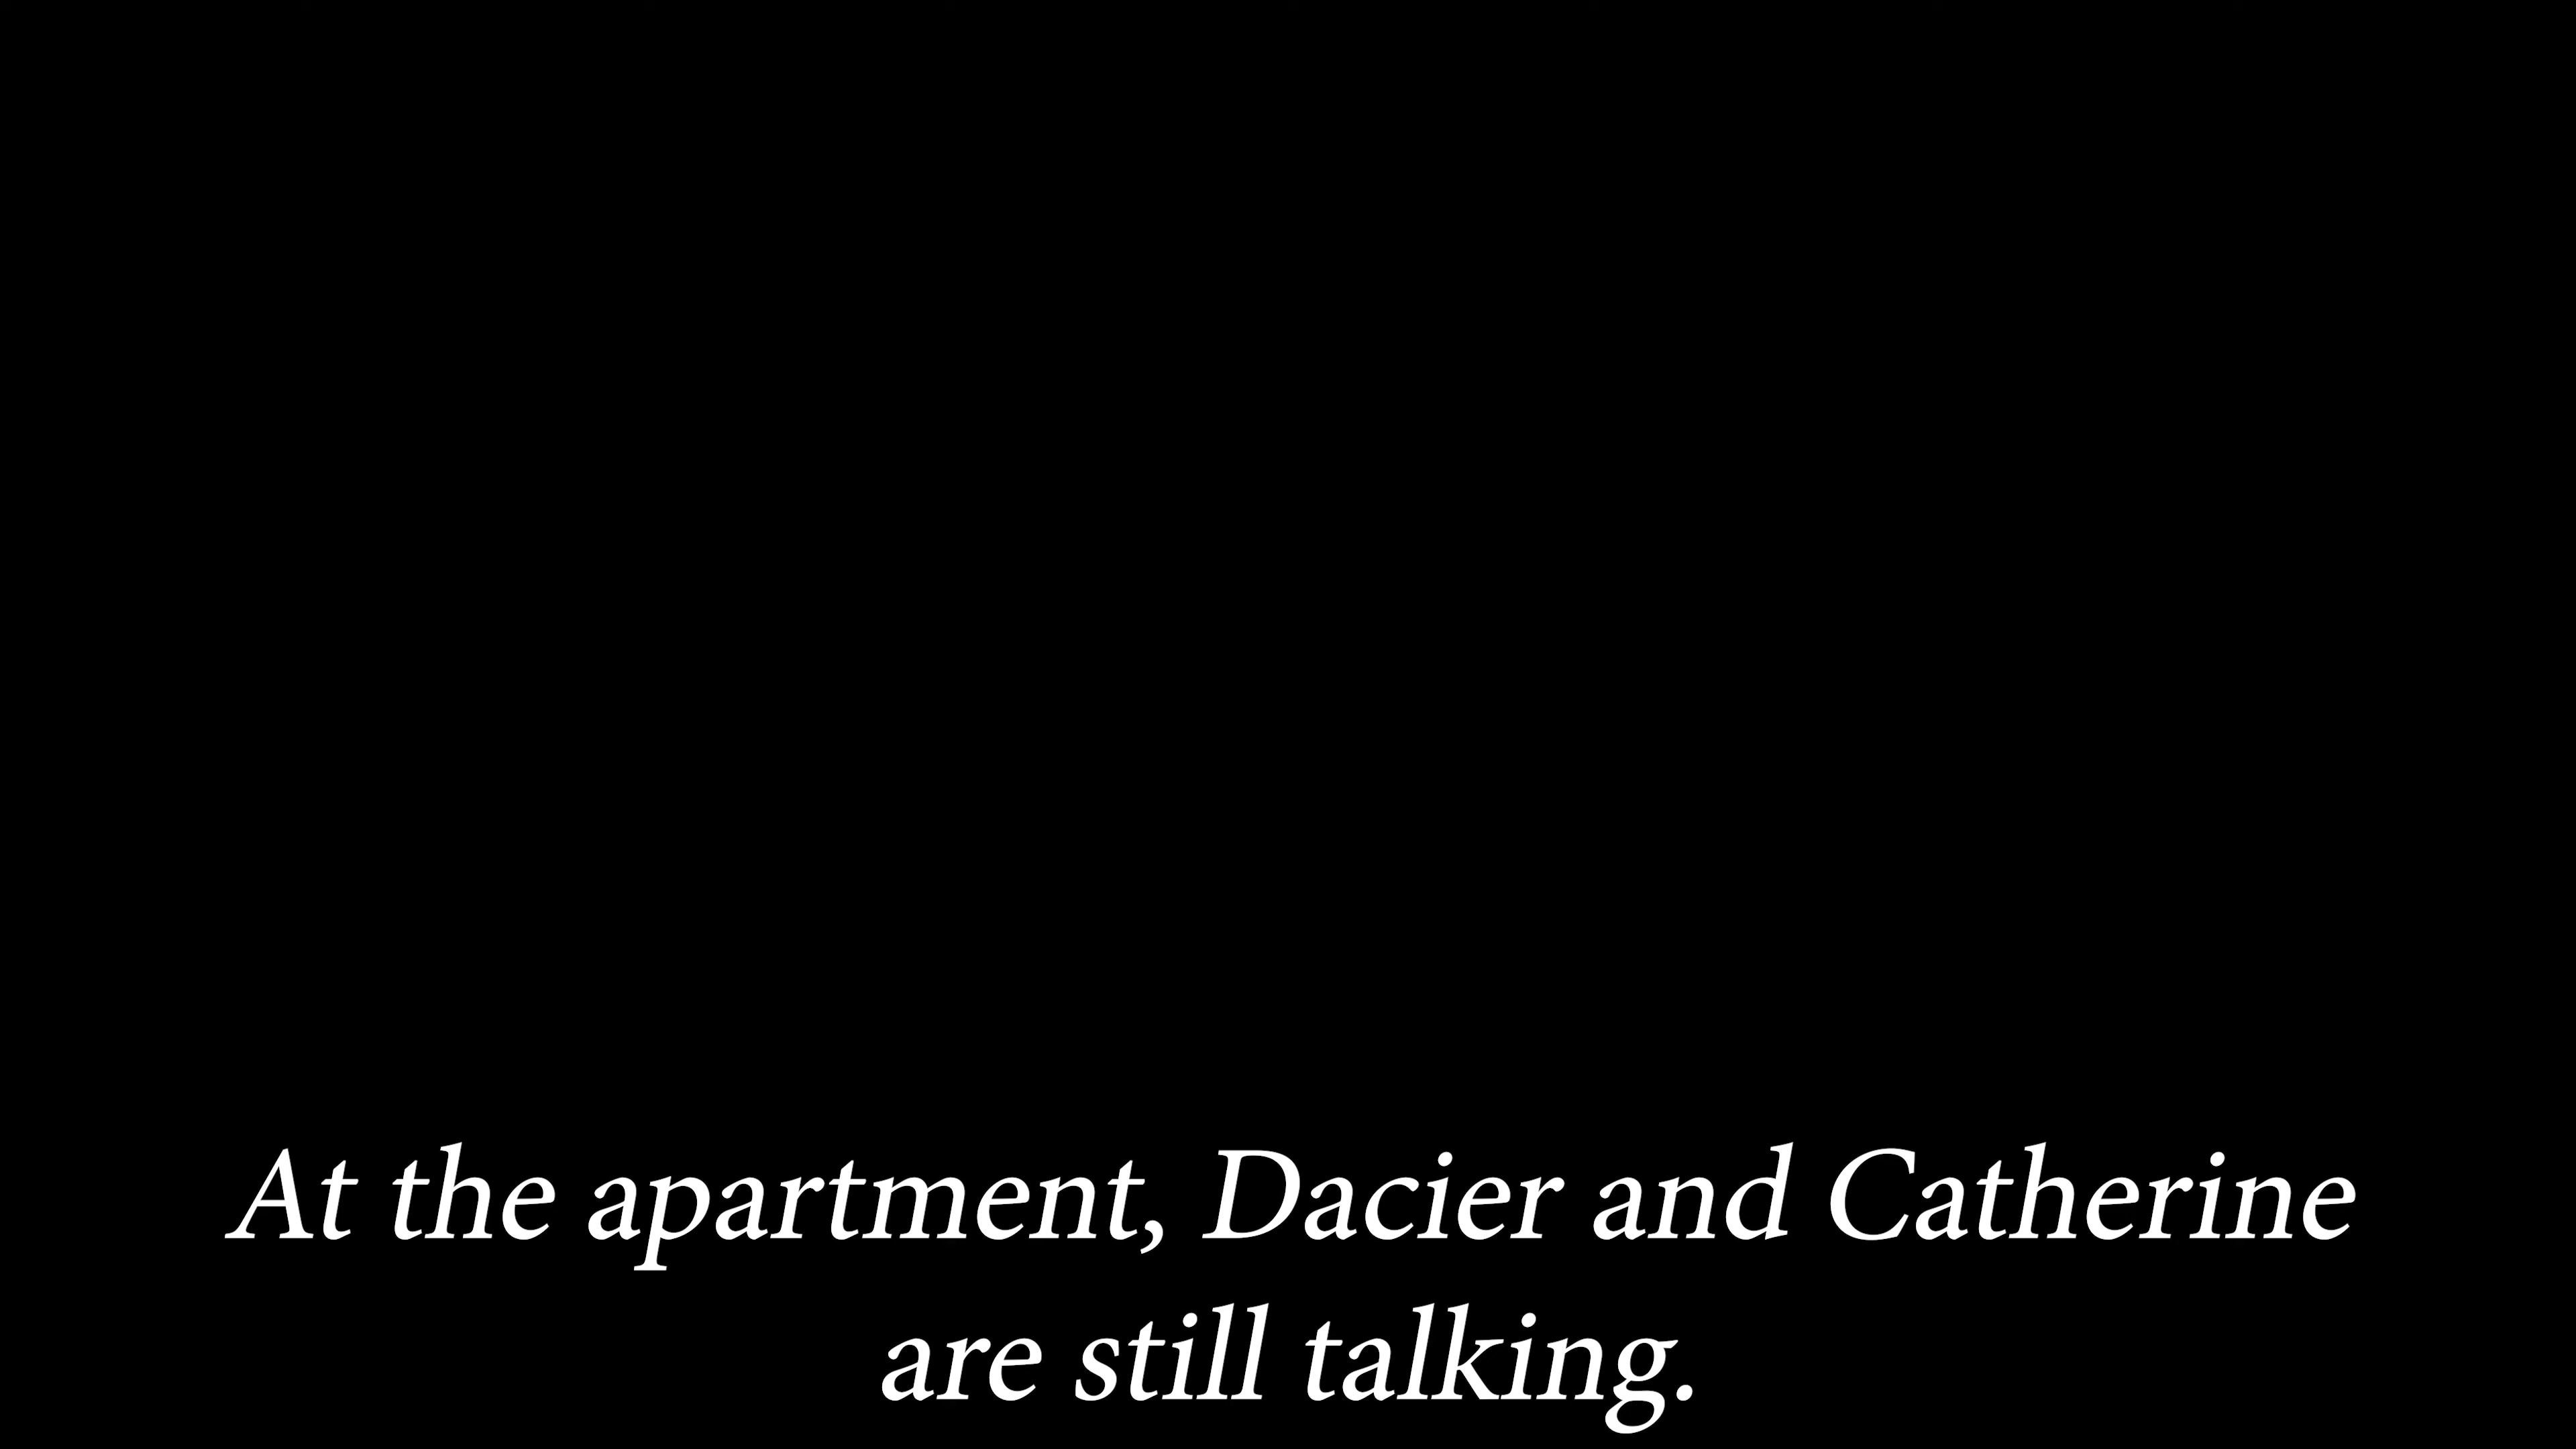 At the apartment, Dacier and Catherine
are still talking.